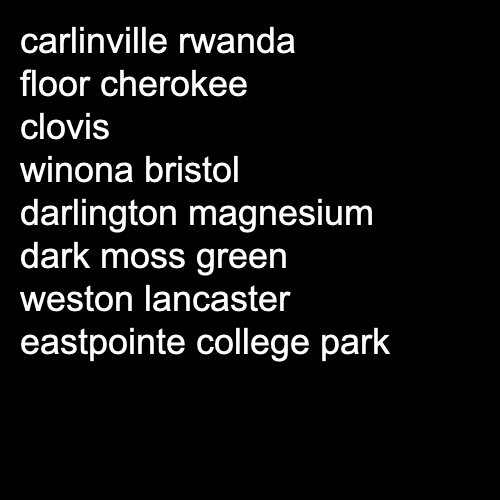 carlinville rwanda
floor cherokee
clovis
winona bristol
darlington magnesium
dark moss green
weston lancaster
eastpointe college park